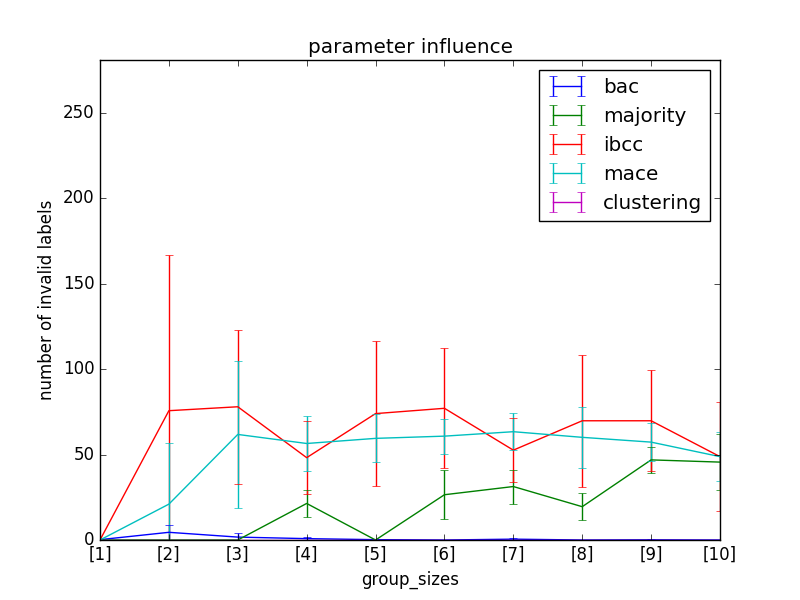 parameter influence
bac
majority
ibcc
mace
clustering
250
200
150
100
50
0
number of invalid labels
[1] [2] [3] [4] [5] [6] [7] [8] [9] [10]
group_sizes